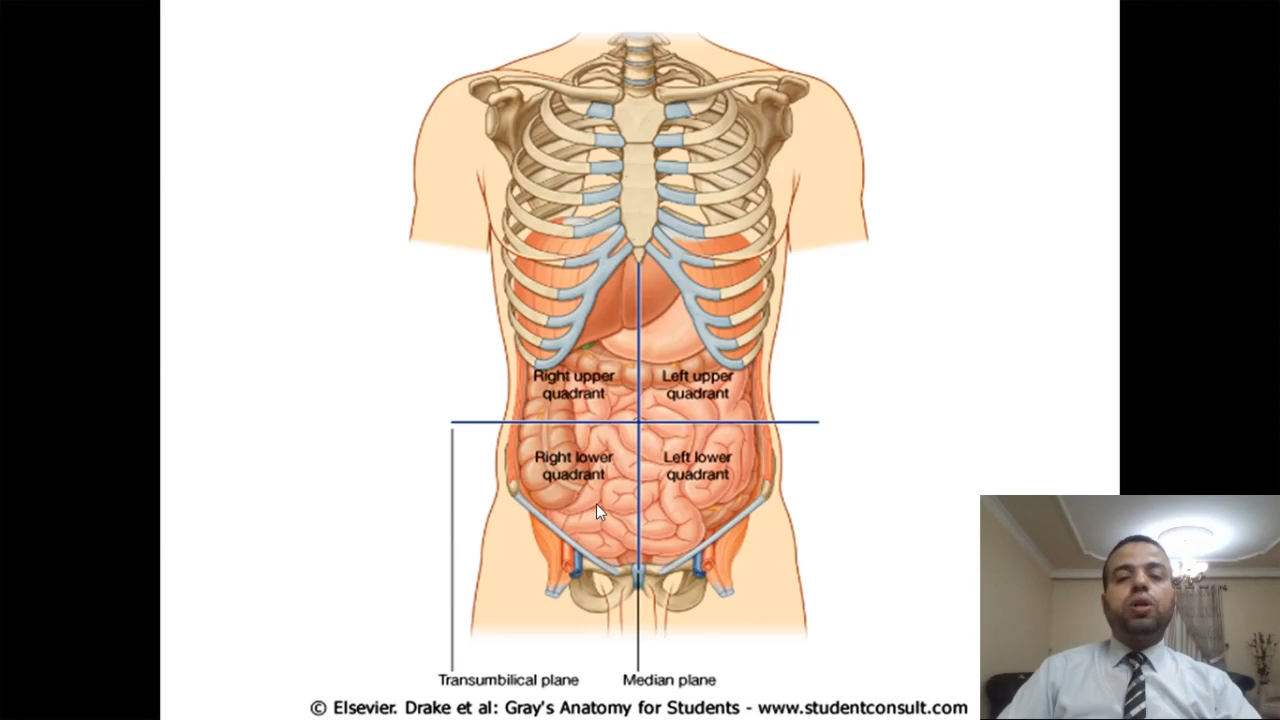 Right upper
quadrant
Left upper
quadrant
Right lower
quadrant
Left lower
quadrant
Transumbilical plane
Median plane
© Elsevier. Drake et al: Gray's Anatomy for Students - www.studentconsult.com